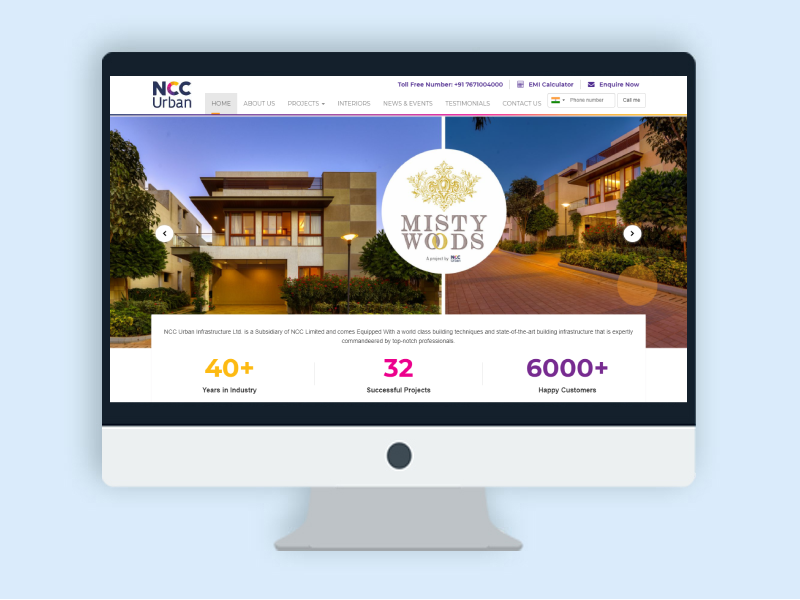 NCC
Urban
Toll Free Number: +91 7671004000
EMI Calculator
Enquire Now
HOME
ABOUT US
PROJECTS
INTERIORS
NEWS & EVENTS
TESTIMONIALS
CONTACT US
Phone number
Call me
MISTY
WOODS
A project by NCC
Urban
NCC Urban Infrastructure Ltd. is a Subsidiary of NCC Limited and comes Equipped With a world class building techniques and state-of-the-art building infrastructure that is expertly
commandeered by top-notch professionals
40+
32
6000+
Years in Industry
Successful Projects
Happy Customers